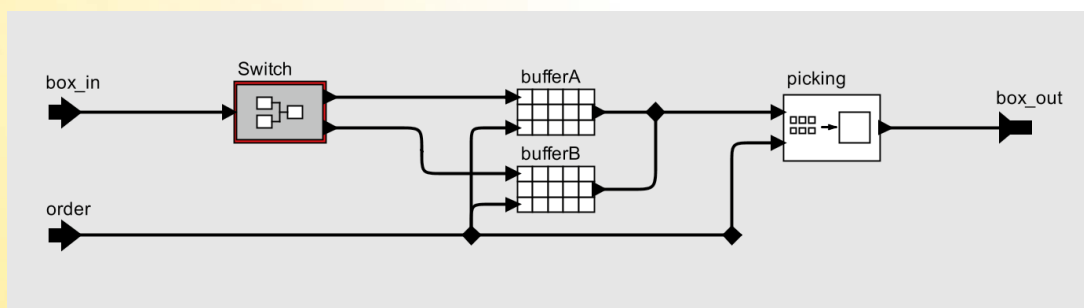 box_in
Switch
bufferA
picking
box_out
bufferB
order